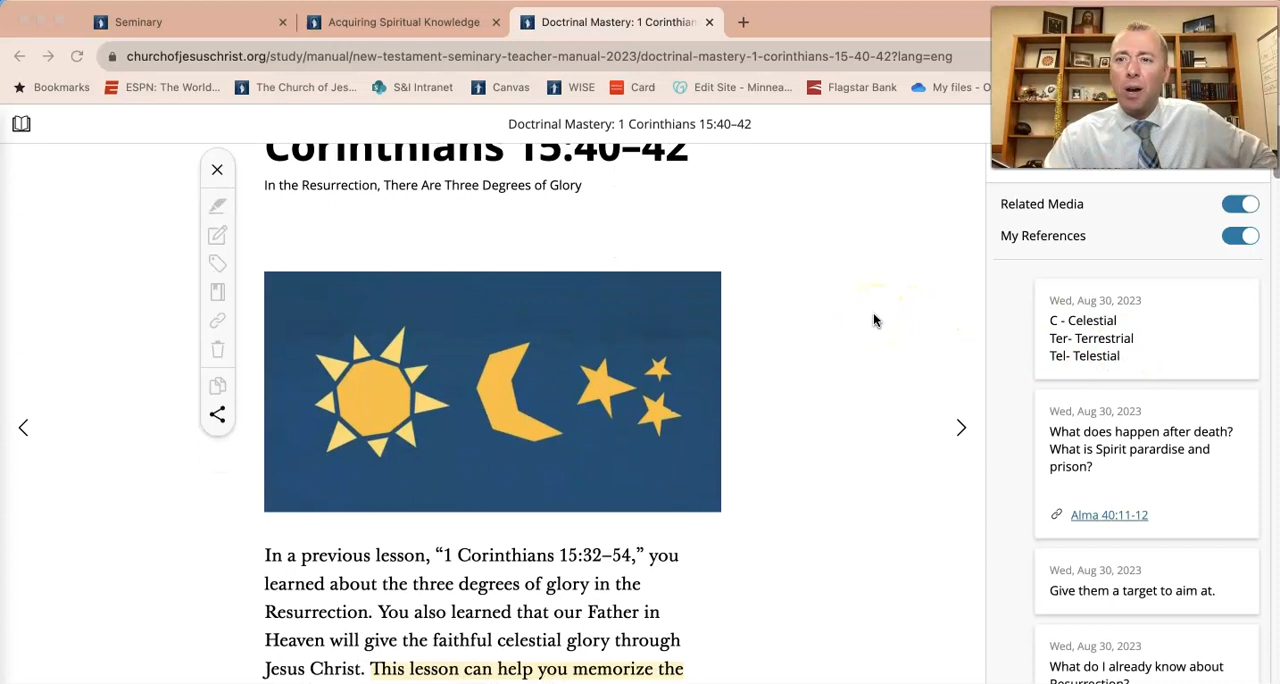 Seminary
Acquiring Spiritual Knowledge
Doctrinal Mastery: 1 Corinthian
churchofjesuschrist.org/study/manual/new-testament-seminary-teacher-manual-2023/doctrinal-mastery-1-corinthians-15-40-42?lang=eng
Bookmarks
ESPN: The World...
The Church of Jes...
S&I Intranet
Canvas
WISE
Card
Edit Site - Minnea...
Flagstar Bank
My files - O
Doctrinal Mastery: 1 Corinthians 15:40–42
Corinthians 15:40–42
In the Resurrection, There Are Three Degrees of Glory
In a previous lesson, “1 Corinthians 15:32–54,” you
learned about the three degrees of glory in the
Resurrection. You also learned that our Father in
Heaven will give the faithful celestial glory through
Jesus Christ. This lesson can help you memorize the
Related Media
My References
Wed, Aug 30, 2023
C - Celestial
Ter- Terrestrial
Tel- Telestial
Wed, Aug 30, 2023
What does happen after death?
What is Spirit parardise and
prison?
Alma 40:11-12
Wed, Aug 30, 2023
Give them a target to aim at.
Wed, Aug 30, 2023
What do I already know about
Resurrection?